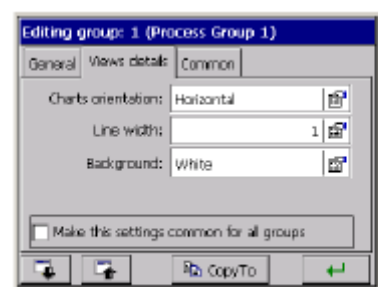 Editing group: 1 (Process Group 1)
General Views details Common
Charts orientation: Horizontal
Line width: 1
Background: White
Make this settings common for all groups
CopyTo